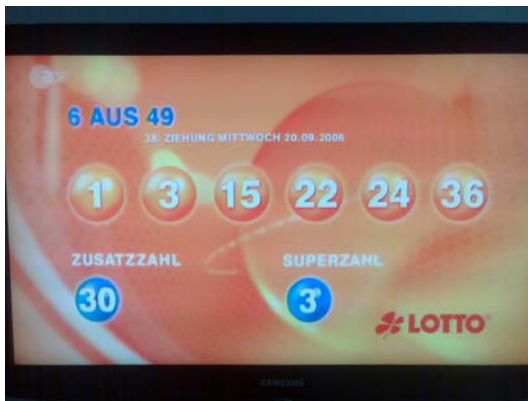 ZDF
6 AUS 49
38. ZIEHUNG MITTWOCH 20.09.2006
1 3 15 22 24 36
ZUSATZZAHL SUPERZAHL
30 3
LOTTO
SAMSUNG